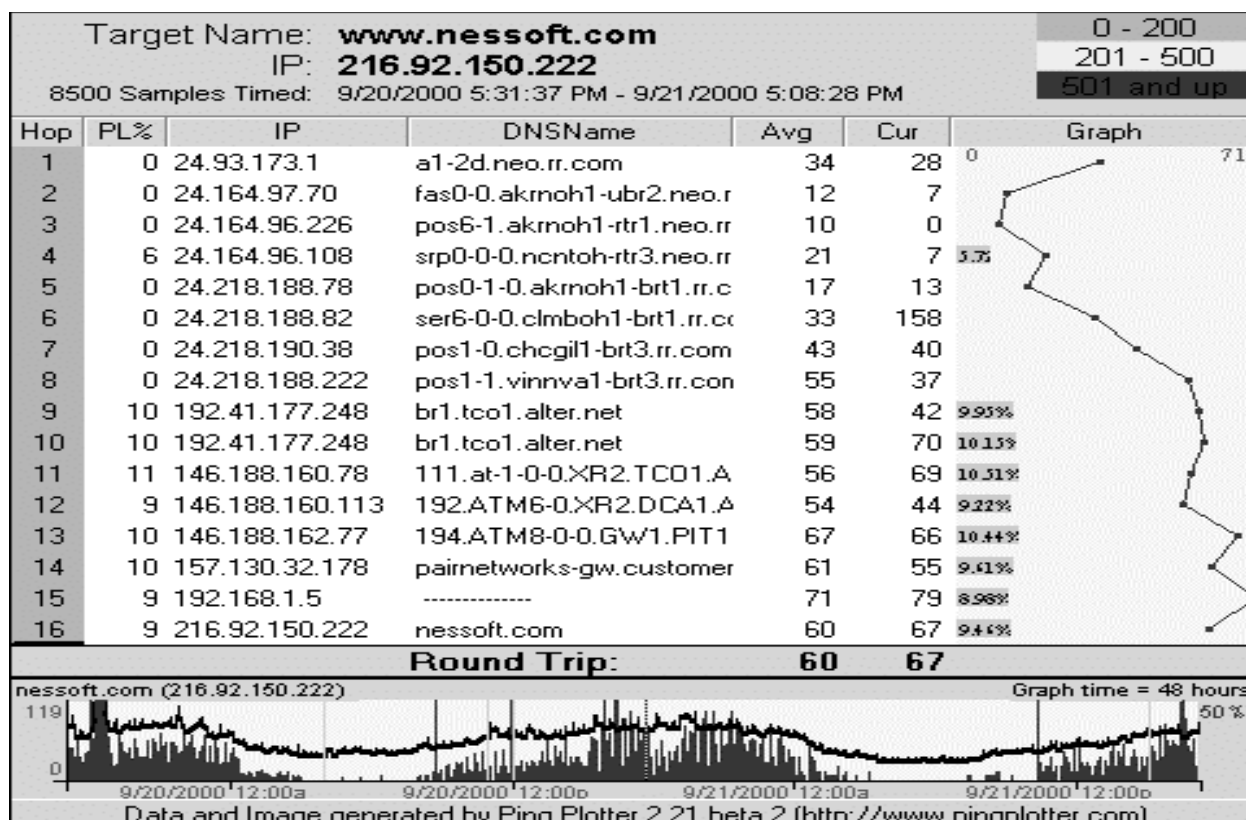 Target Name: www.nessoft.com
IP: 216.92.150.222
8500 Samples Timed: 9/20/2000 5:31:37 PM - 9/21/2000 5:08:28 PM
0 - 200
201 - 500
501 and up
Hop PL% IP DNSName Avg Cur Graph
0 71
1 0 24.93.173.1 a1-2d.neo.rr.com 34 28
2 0 24.164.97.70 fas0-0.akrnoh1-ubr2.neo.r 12 7
3 0 24.164.96.226 pos6-1.akrnoh1-rtr1.neo.rr 10 0
4 6 24.164.96.108 srp0-0-0.ncntoh-rtr3.neo.rr 21 7 5.7%
5 0 24.218.188.78 pos0-1-0.akrnoh1-brt1.rr.c 17 13
6 0 24.218.188.82 ser6-0-0.clmboh1-brt1.rr.co 33 158
7 0 24.218.190.38 pos1-0.chcgil1-brt3.rr.com 43 40
8 0 24.218.188.222 pos1-1.vinnva1-brt3.rr.con 55 37
9 10 192.41.177.248 br1.tco1.alter.net 58 42 9.95%
10 10 192.41.177.248 br1.tco1.alter.net 59 70 10.15%
11 11 146.188.160.78 111.at-1-0-0.XR2.TCO1.A 56 69 10.51%
12 9 146.188.160.113 192.ATM6-0.XR2.DCA1.A 54 44 9.22%
13 10 146.188.162.77 194.ATM8-0-0.GW1.PIT1 67 66 10.44%
14 10 157.130.32.178 pairnetworks-gw.customer 61 55 9.61%
15 9 192.168.1.5 ------------- 71 79 8.98%
16 9 216.92.150.222 nessoft.com 60 67 9.46%
Round Trip: 60 67
nessoft.com (216.92.150.222) Graph time = 48 hours
119 50 %
0
9/20/2000 12:00a 9/20/2000 12:00p 9/21/2000 12:00a 9/21/2000 12:00p
Data and Image generated by Ping Plotter 2.21 beta 2 (http://www.pingplotter.com)